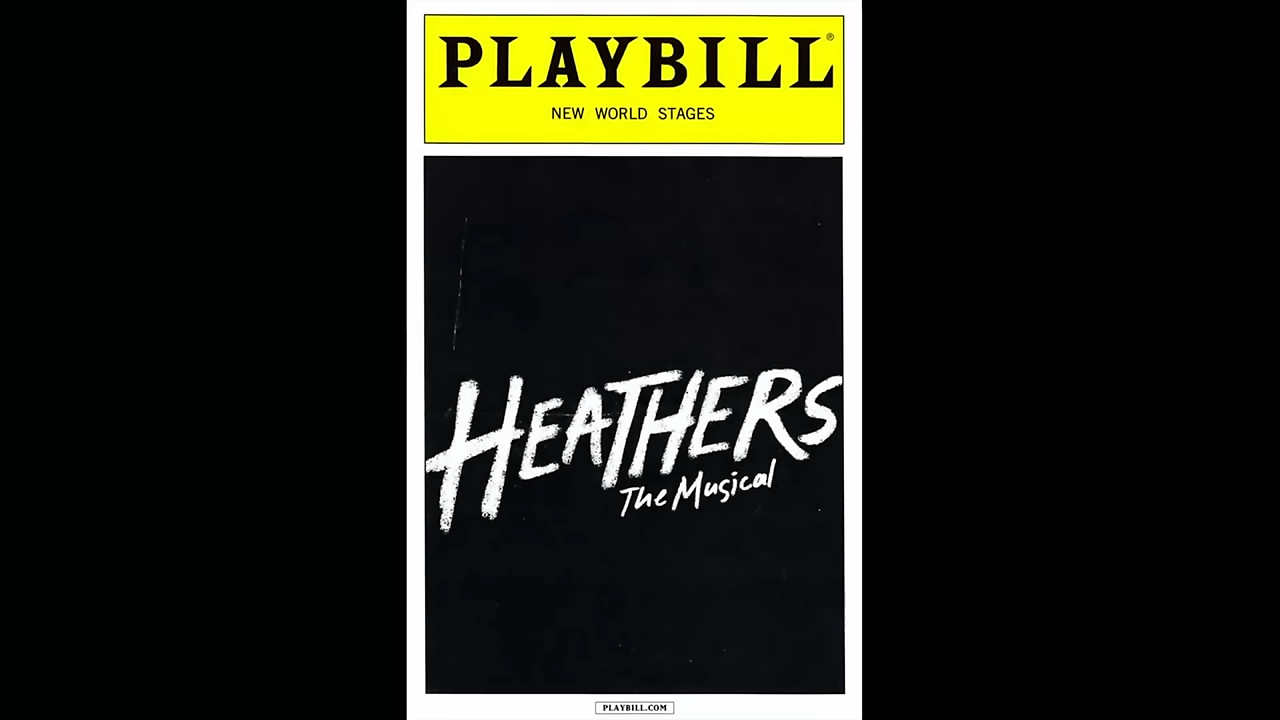 PLAYBILL®
NEW WORLD STAGES
HEATHERS
The Musical
PLAYBILL.COM